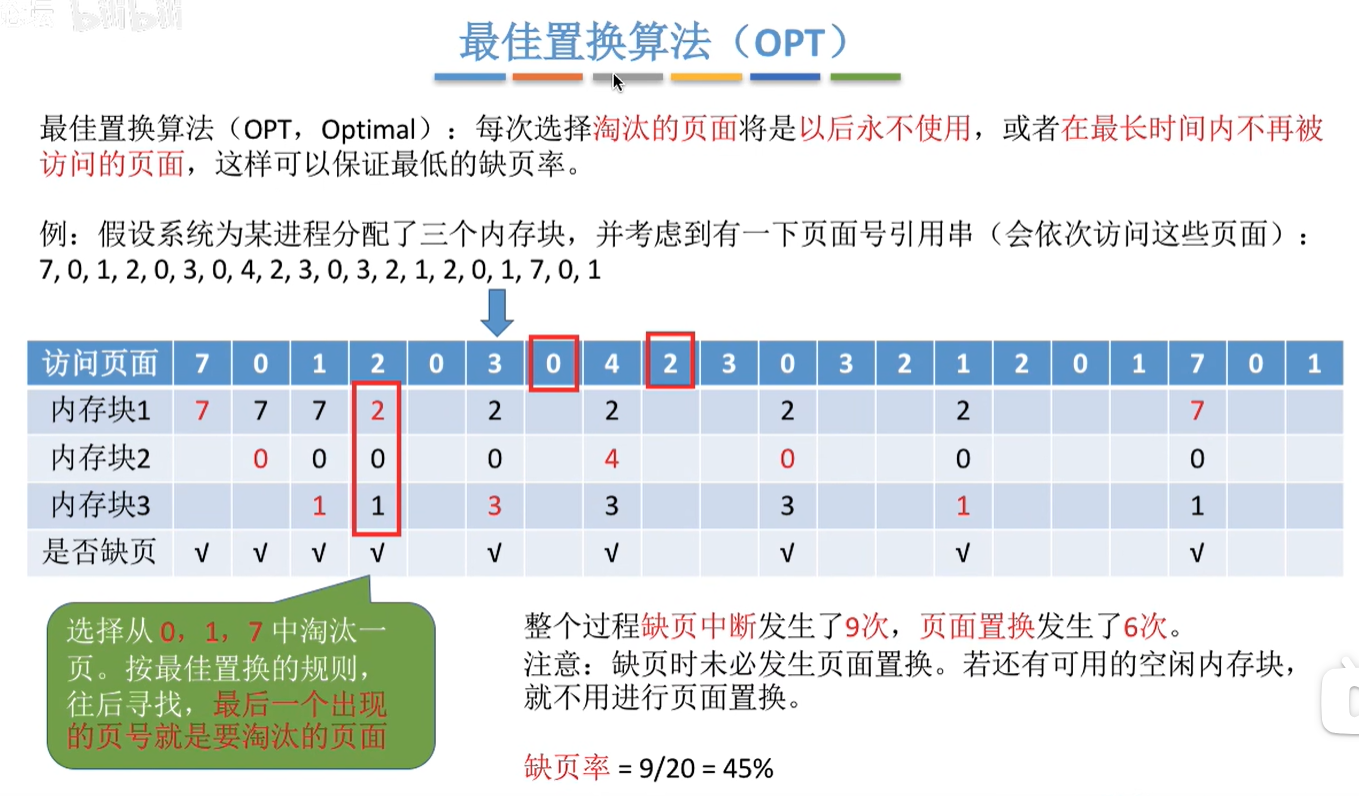 bilibili
最佳置换算法（OPT）
最佳置换算法（OPT，Optimal）：每次选择淘汰的页面将是以后永不使用，或者在最长时间内不再被
访问的页面，这样可以保证最低的缺页率。
例：假设系统为某进程分配了三个内存块，并考虑到有一下页面号引用串（会依次访问这些页面）：
7, 0, 1, 2, 0, 3, 0, 4, 2, 3, 0, 3, 2, 1, 2, 0, 1, 7, 0, 1
访问页面 7 0 1 2 0 3 0 4 2 3 0 3 2 1 2 0 1 7 0 1
内存块1 7 7 7 2 2 2 2 2 7
内存块2 0 0 0 0 4 0 0 0
内存块3 1 1 3 3 3 1 1
是否缺页 √ √ √ √ √ √ √ √ √
选择从 0，1，7 中淘汰一
页。按最佳置换的规则，
往后寻找，最后一个出现
的页号就是要淘汰的页面
整个过程缺页中断发生了9次，页面置换发生了6次。
注意：缺页时未必发生页面置换。若还有可用的空闲内存块，
就不用进行页面置换。
缺页率 = 9/20 = 45%